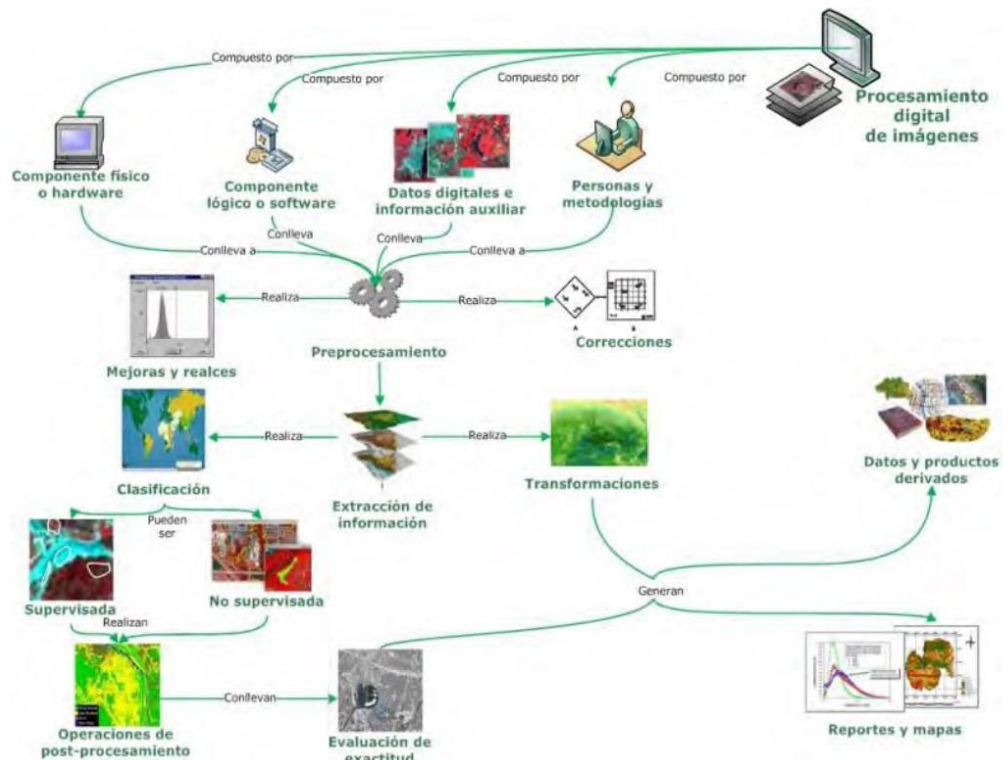 Compuesto por
Compuesto por
Compuesto por
Compuesto por
Procesamiento
digital
de imágenes
Componente físico
o hardware
Componente
lógico o software
Datos digitales e
información auxiliar
Personas y
metodologías
Conlleva a
Conlleva
Conlleva
Conlleva a
Realiza
Realiza
A
B
Mejoras y realces
Preprocesamiento
Correcciones
Realiza
Realiza
Clasificación
Extracción de
información
Transformaciones
Datos y productos
derivados
Pueden
ser
Supervisada
No supervisada
Generan
Realizan
Conllevan
Operaciones de
post-procesamiento
Evaluación de
exactitud
Reportes y mapas